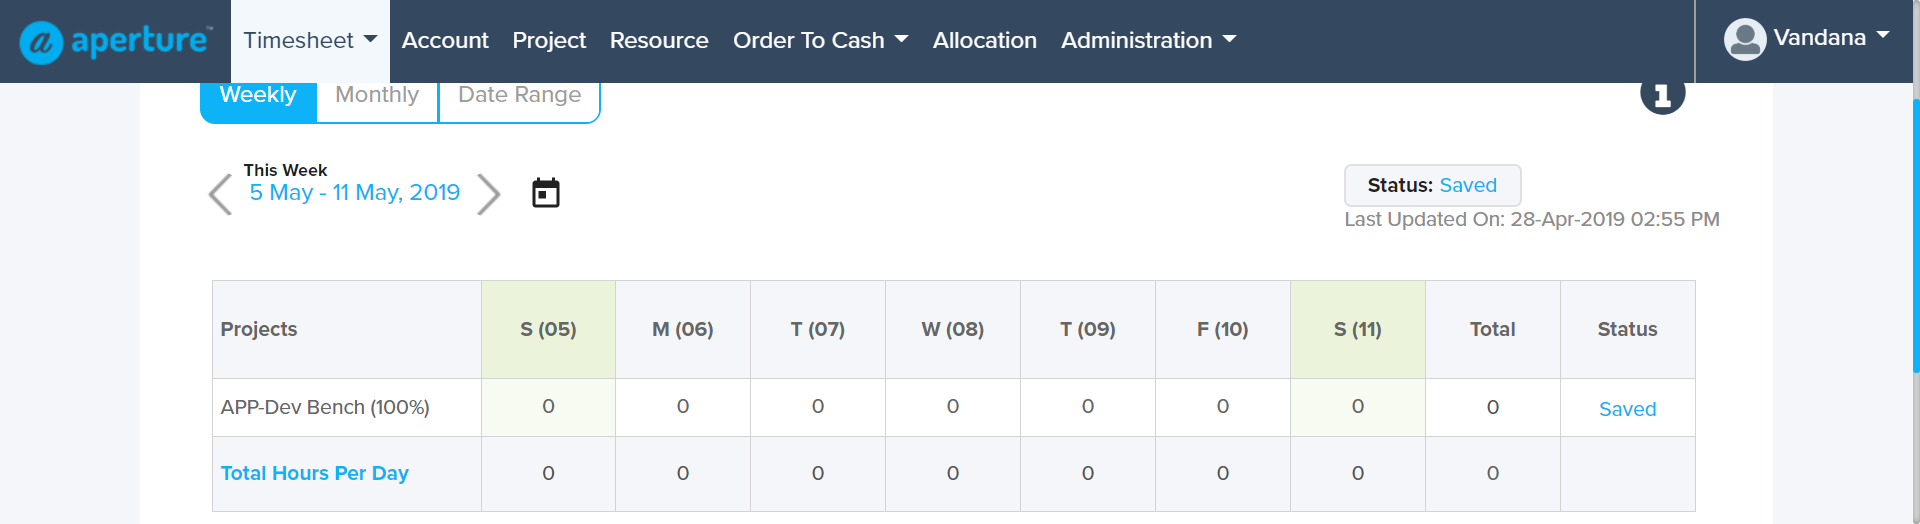 aperture™ Timesheet Account Project Resource Order To Cash Allocation Administration Vandana
Weekly Monthly Date Range
This Week
5 May - 11 May, 2019
Status: Saved
Last Updated On: 28-Apr-2019 02:55 PM
Projects S (05) M (06) T (07) W (08) T (09) F (10) S (11) Total Status
APP-Dev Bench (100%) 0 0 0 0 0 0 0 0 Saved
Total Hours Per Day 0 0 0 0 0 0 0 0